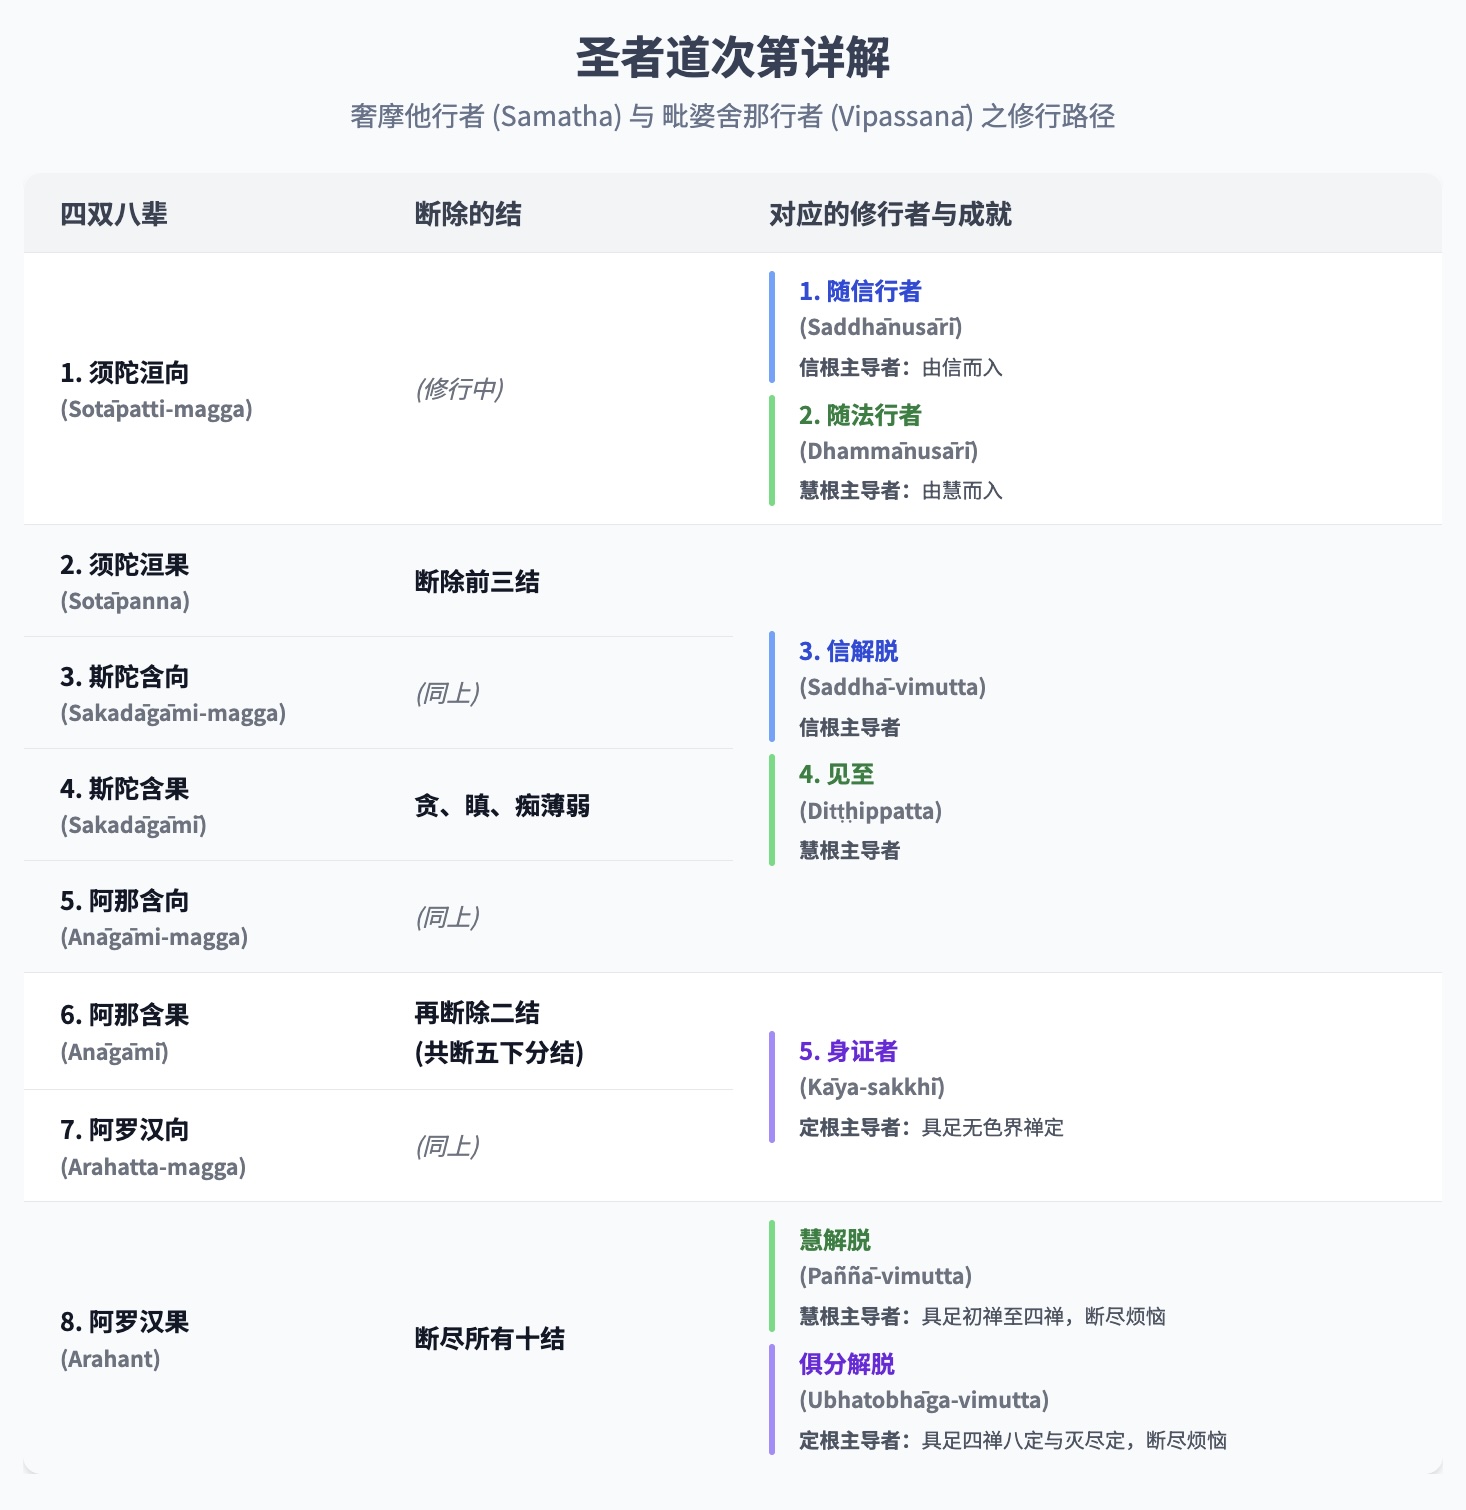 圣者道次第详解
奢摩他行者 (Samatha) 与 毗婆舍那行者 (Vipassanā) 之修行路径
四双八辈
断除的结
对应的修行者与成就
1. 须陀洹向
(Sotāpatti-magga)
(修行中)
1. 随信行者
(Saddhānusārī)
信根主导者：由信而入
2. 随法行者
(Dhammānusārī)
慧根主导者：由慧而入
2. 须陀洹果
(Sotāpanna)
断除前三结
3. 斯陀含向
(Sakadāgāmi-magga)
(同上)
4. 斯陀含果
(Sakadāgāmī)
贪、瞋、痴薄弱
5. 阿那含向
(Anāgāmi-magga)
(同上)
3. 信解脱
(Saddhā-vimutta)
信根主导者
4. 见至
(Diṭṭhippatta)
慧根主导者
6. 阿那含果
(Anāgāmī)
再断除二结
(共断五下分结)
7. 阿罗汉向
(Arahatta-magga)
(同上)
5. 身证者
(Kāya-sakkhī)
定根主导者：具足无色界禅定
8. 阿罗汉果
(Arahant)
断尽所有十结
慧解脱
(Paññā-vimutta)
慧根主导者：具足初禅至四禅，断尽烦恼
俱分解脱
(Ubhatobhāga-vimutta)
定根主导者：具足四禅八定与灭尽定，断尽烦恼